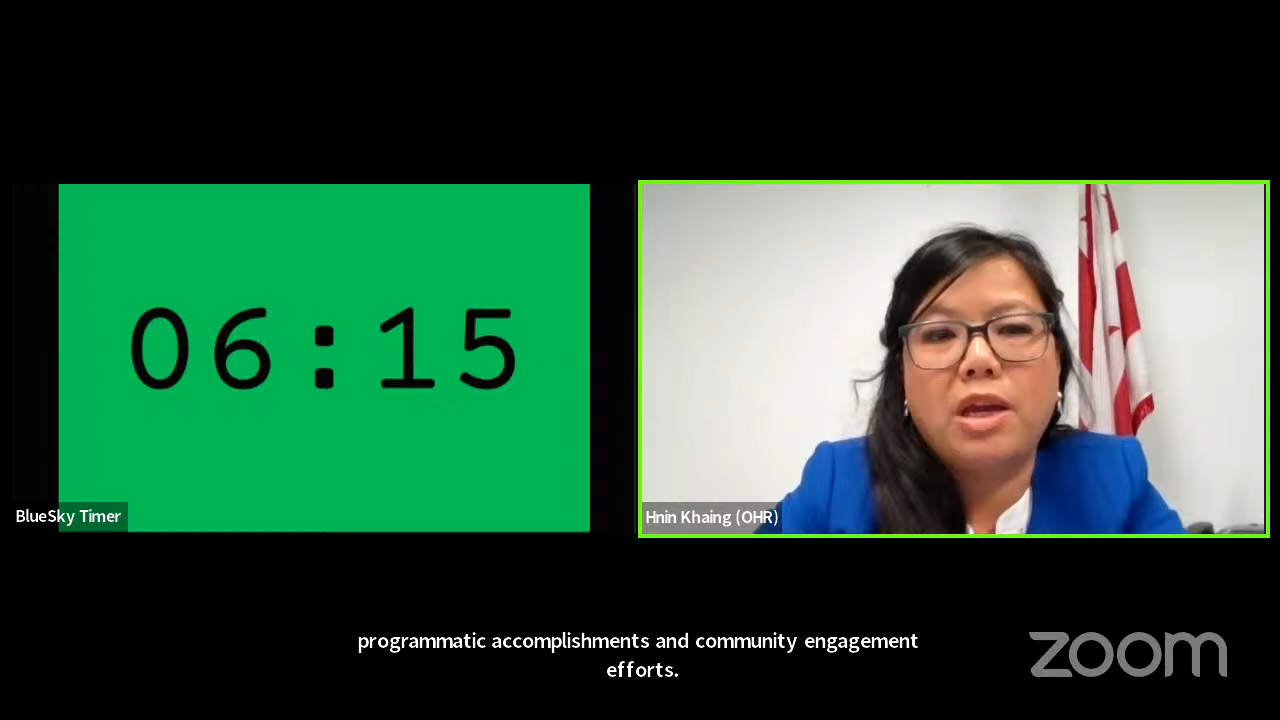 06:15
BlueSky Timer
Hnin Khaing (OHR)
programmatic accomplishments and community engagement
efforts.
zoom